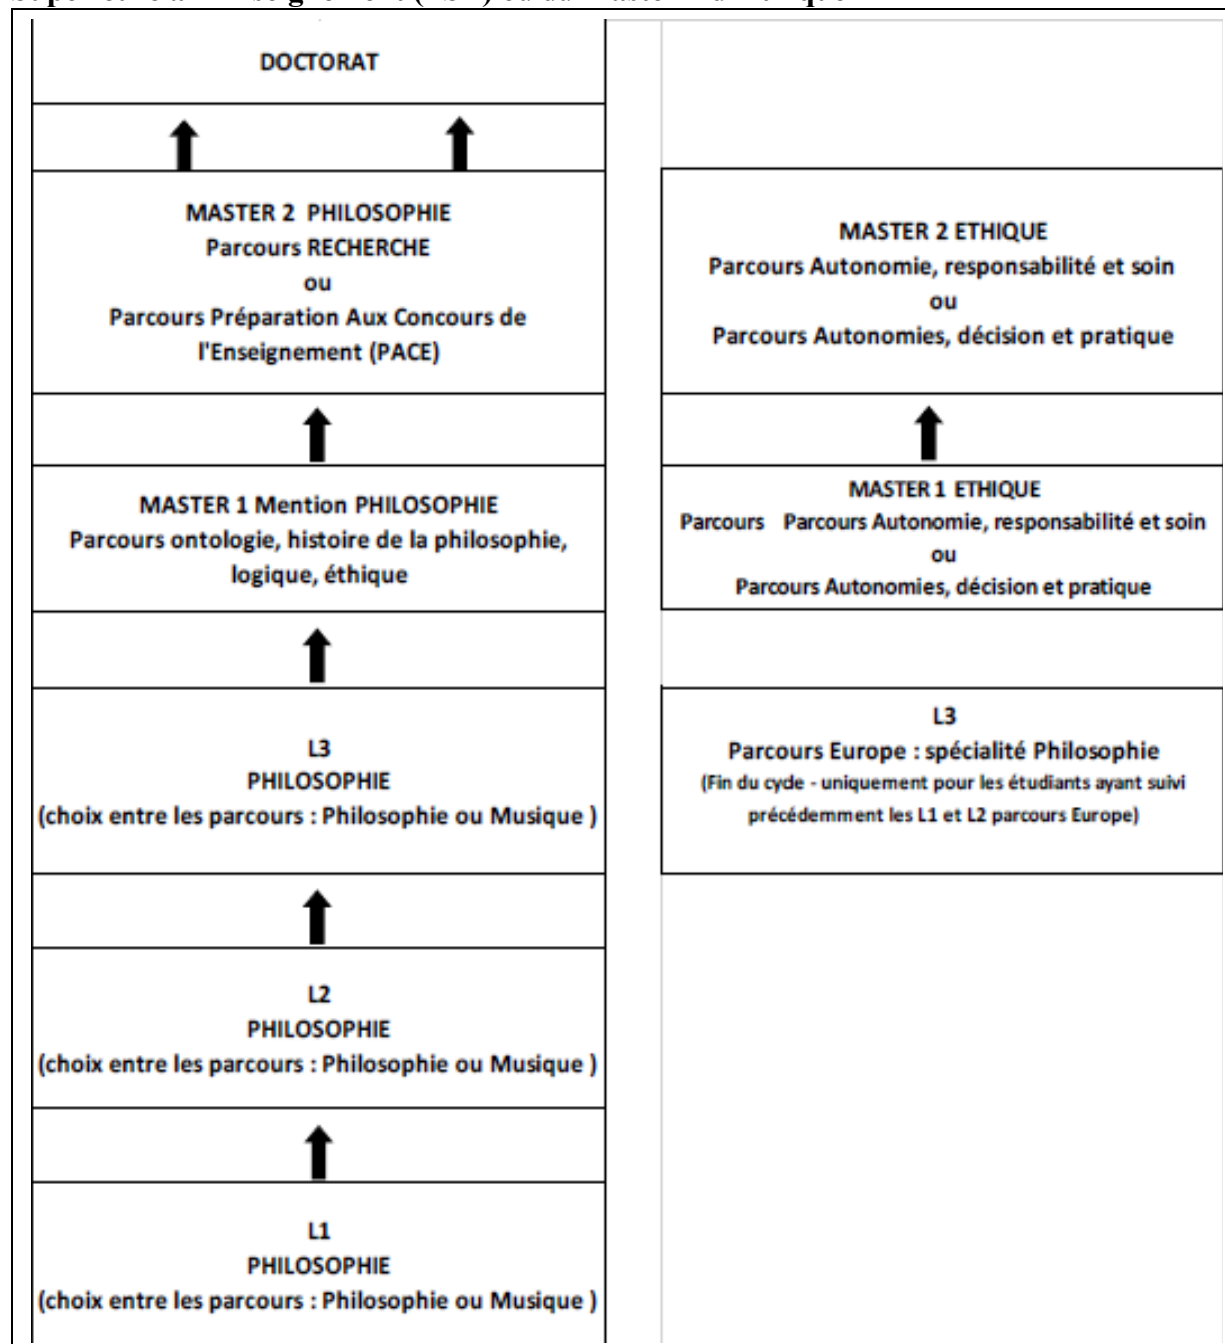 DOCTORAT
MASTER 2 PHILOSOPHIE
Parcours RECHERCHE
ou
Parcours Préparation Aux Concours de
l'Enseignement (PACE)
MASTER 2 ETHIQUE
Parcours Autonomie, responsabilité et soin
ou
Parcours Autonomies, décision et pratique
MASTER 1 Mention PHILOSOPHIE
Parcours ontologie, histoire de la philosophie,
logique, éthique
MASTER 1 ETHIQUE
Parcours Parcours Autonomie, responsabilité et soin
ou
Parcours Autonomies, décision et pratique
L3
PHILOSOPHIE
(choix entre les parcours : Philosophie ou Musique )
L3
Parcours Europe : spécialité Philosophie
(Fin du cycle - uniquement pour les étudiants ayant suivi
précédemment les L1 et L2 parcours Europe)
L2
PHILOSOPHIE
(choix entre les parcours : Philosophie ou Musique )
L1
PHILOSOPHIE
(choix entre les parcours : Philosophie ou Musique )